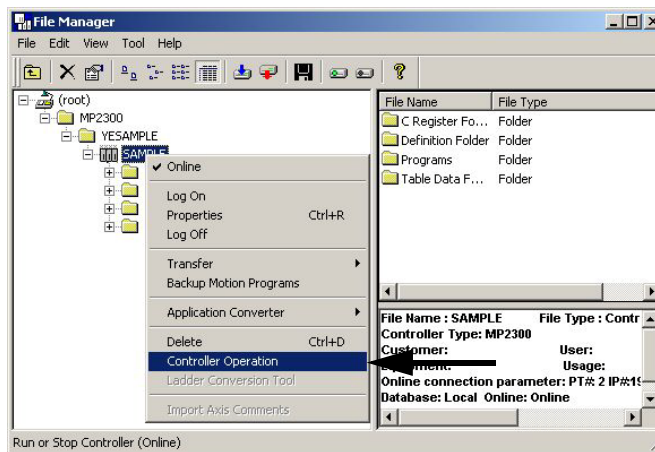 File Manager
File Edit View Tool Help
(root)
MP2300
YESAMPLE
SAMPLE
Online
Log On
Properties Ctrl+R
Log Off
Transfer
Backup Motion Programs
Application Converter
Delete Ctrl+D
Controller Operation
Ladder Conversion Tool
Import Axis Comments
File Name File Type
C Register Fo... Folder
Definition Folder Folder
Programs Folder
Table Data F... Folder
File Name : SAMPLE File Type : Contr
Controller Type: MP2300
Customer: User:
Usage:
Online connection parameter: PT#: 2 IP#:19
Database: Local Online: Online
Run or Stop Controller (Online)